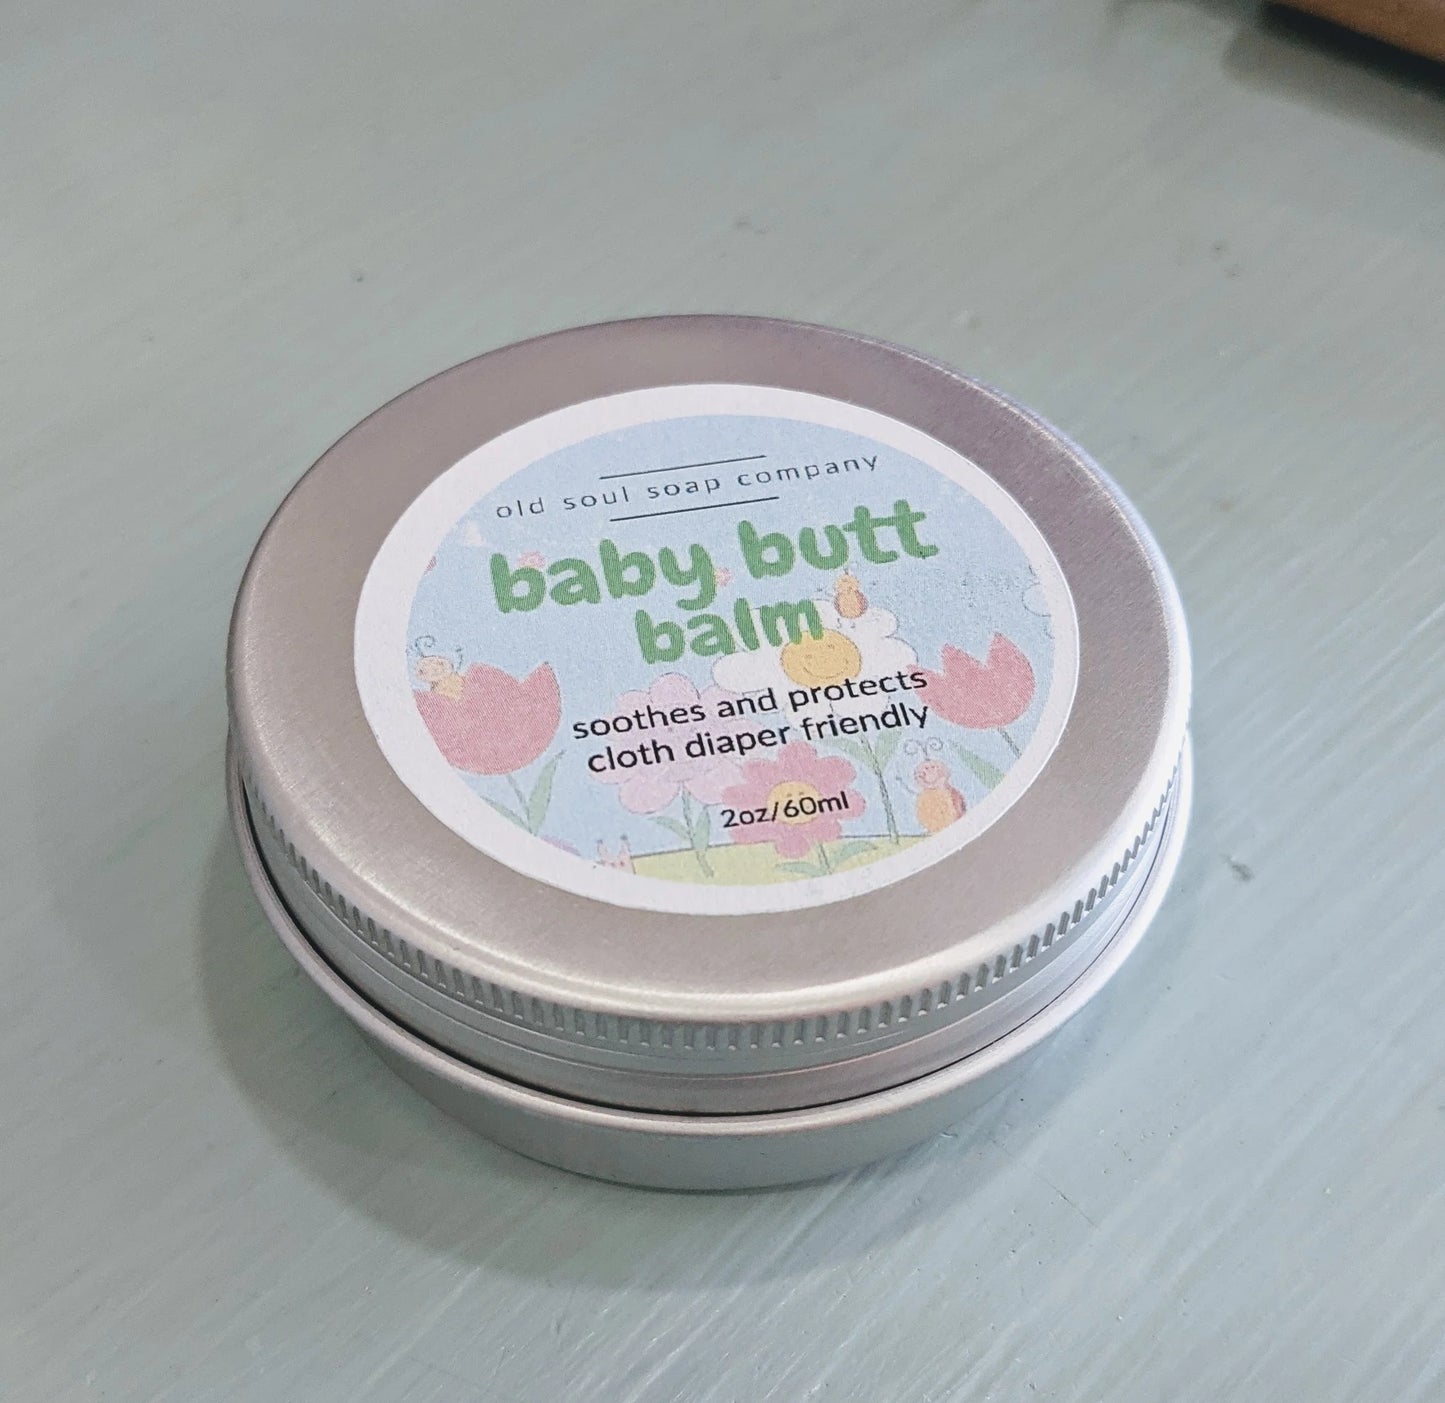 old soul soap company
baby butt
balm
soothes and protects
cloth diaper friendly
2oz/60ml